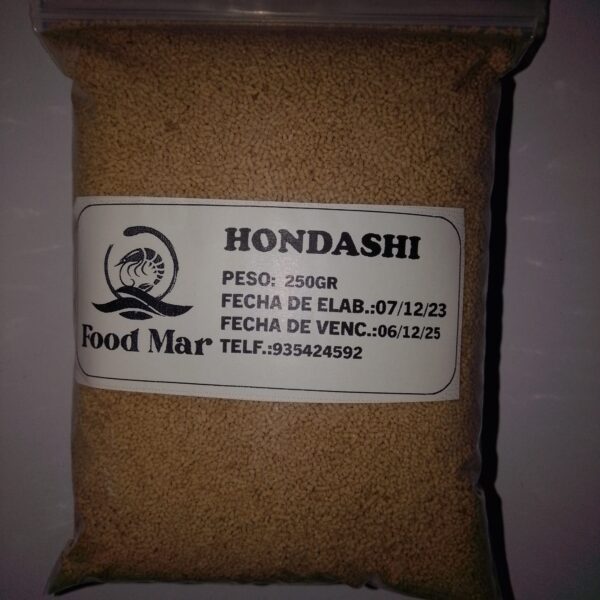 HONDASHI
PESO: 250GR
FECHA DE ELAB.:07/12/23
FECHA DE VENC.:06/12/25
TELF.:935424592
Food Mar